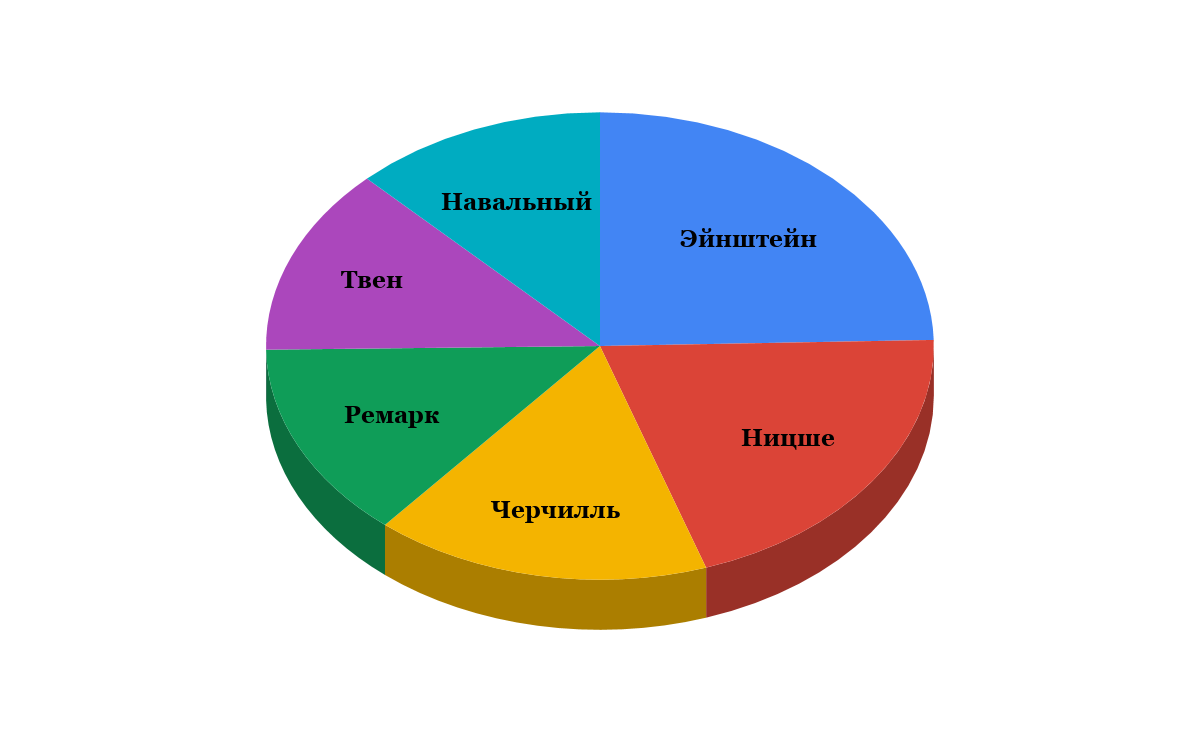 Навальный
Эйнштейн
Твен
Ремарк
Ницше
Черчилль